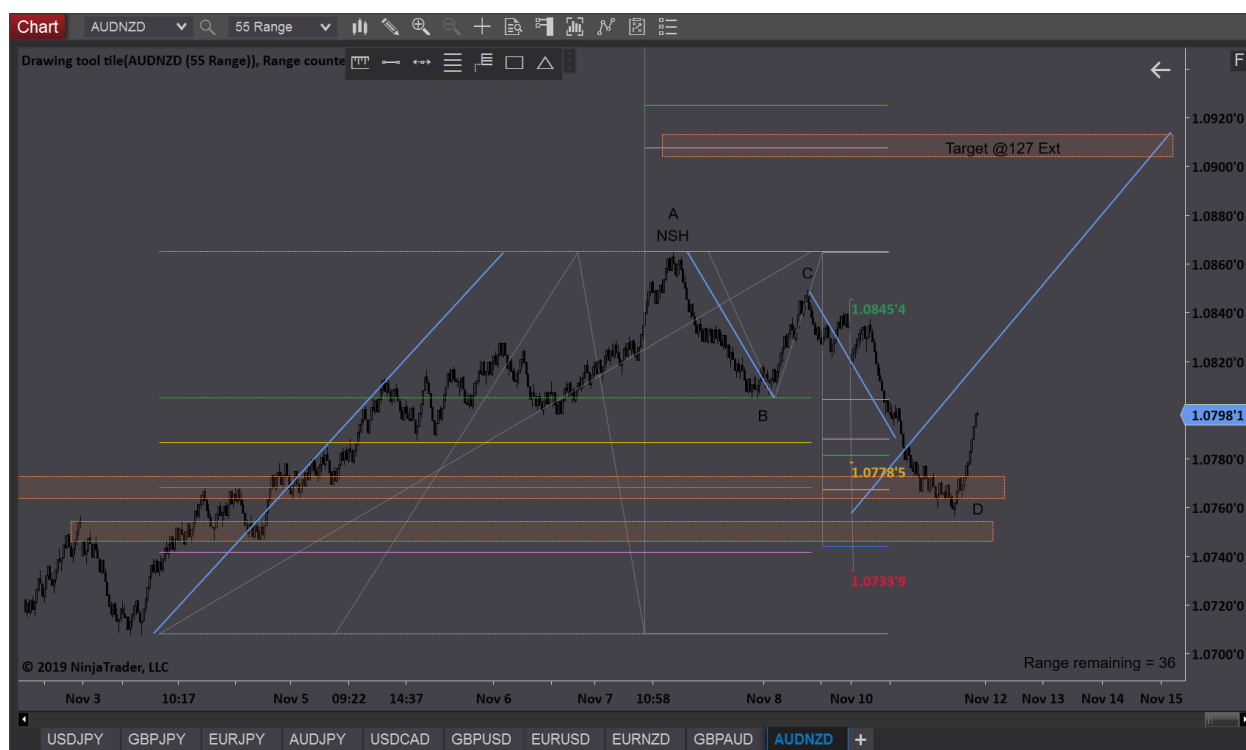 Chart AUDNZD 55 Range
Drawing tool tile(AUDNZD (55 Range)), Range counte
F
1.0920'0
Target @127 Ext
1.0900'0
1.0880'0
A
NSH
1.0860'0
C
1.0845'4
1.0840'0
1.0820'0
B
1.0798'1
1.0780'0
1.0778'5
D
1.0760'0
1.0740'0
1.0733'9
1.0720'0
1.0700'0
© 2019 NinjaTrader, LLC
Range remaining = 36
Nov 3 10:17 Nov 5 09:22 14:37 Nov 6 Nov 7 10:58 Nov 8 Nov 10 Nov 12 Nov 13 Nov 14 Nov 15
USDJPY GBPJPY EURJPY AUDJPY USDCAD GBPUSD EURUSD EURNZD GBPAUD AUDNZD +